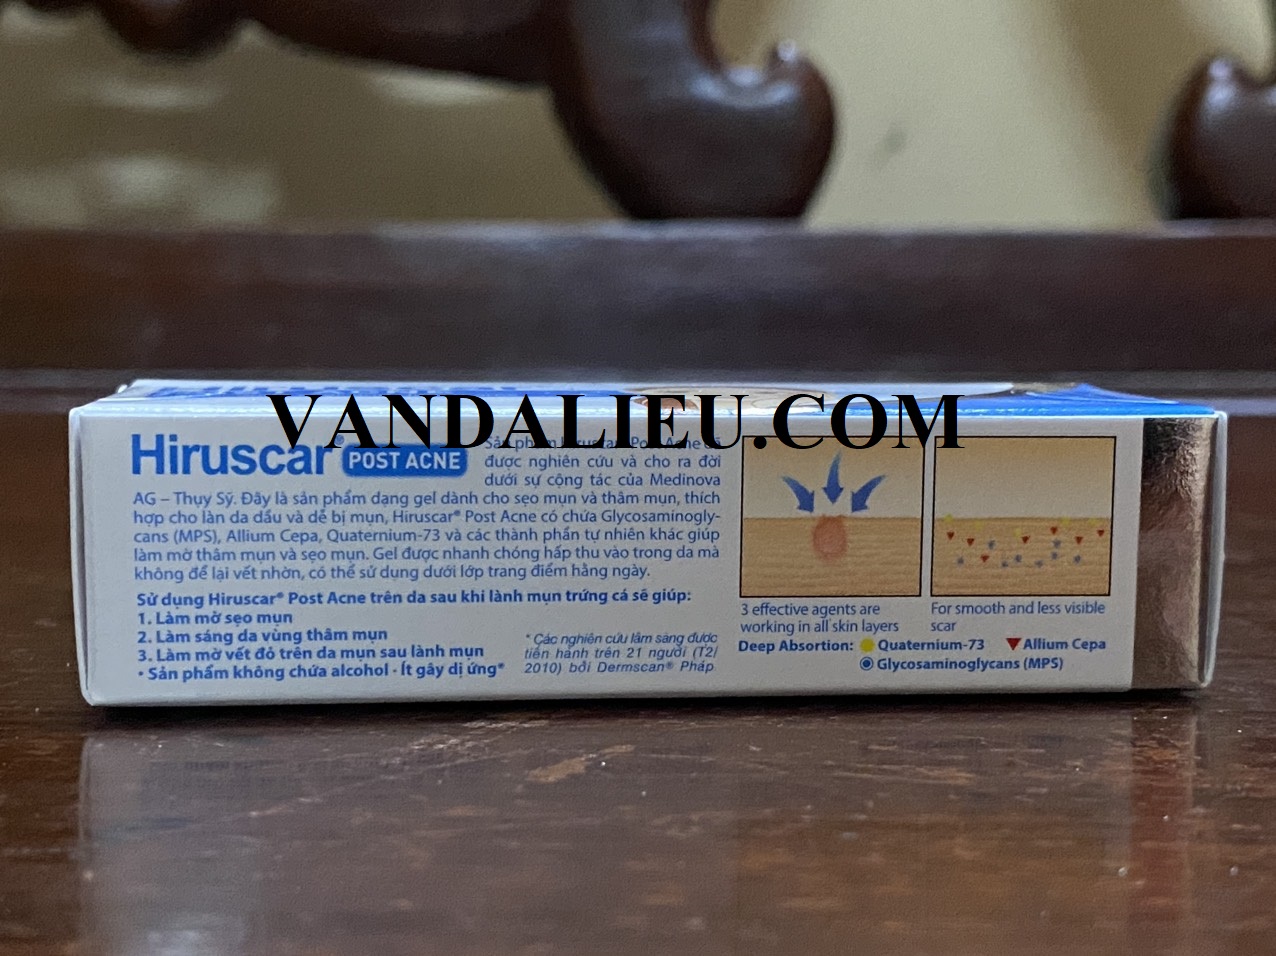 VANDALIEU.COM
Hiruscar® POST ACNE
Sản phẩm Hiruscar Post Acne đã
được nghiên cứu và cho ra đời
dưới sự cộng tác của Medinova
AG – Thụy Sỹ. Đây là sản phẩm dạng gel dành cho sẹo mụn và thâm mụn, thích
hợp cho làn da dầu và dễ bị mụn, Hiruscar® Post Acne có chứa Glycosaminogly-
cans (MPS), Allium Cepa, Quaternium-73 và các thành phần tự nhiên khác giúp
làm mờ thâm mụn và sẹo mụn. Gel được nhanh chóng hấp thu vào trong da mà
không để lại vết nhờn, có thể sử dụng dưới lớp trang điểm hằng ngày.
Sử dụng Hiruscar® Post Acne trên da sau khi lành mụn trứng cá sẽ giúp:
1. Làm mờ sẹo mụn
2. Làm sáng da vùng thâm mụn
3. Làm mờ vết đỏ trên da mụn sau lành mụn
• Sản phẩm không chứa alcohol - Ít gây dị ứng*
* Các nghiên cứu lâm sàng được
tiến hành trên 21 người (T2/
2010) bởi Dermscan® Pháp
3 effective agents are
working in all skin layers
For smooth and less visible
scar
Deep Absortion: Quaternium-73 Allium Cepa
Glycosaminoglycans (MPS)